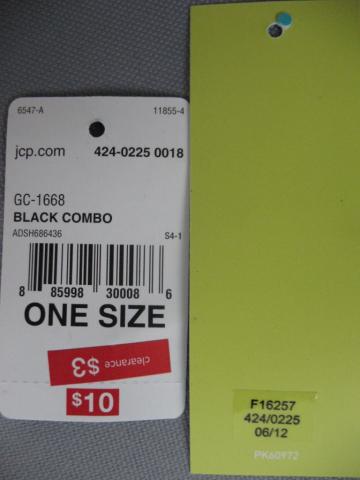 6547-A 11855-4
jcp.com 424-0225 0018
GC-1668
BLACK COMBO
ADSH686436 S4-1
8 85998 30008 6
ONE SIZE
clearance $3
$10
F16257
424/0225
06/12
PK60972